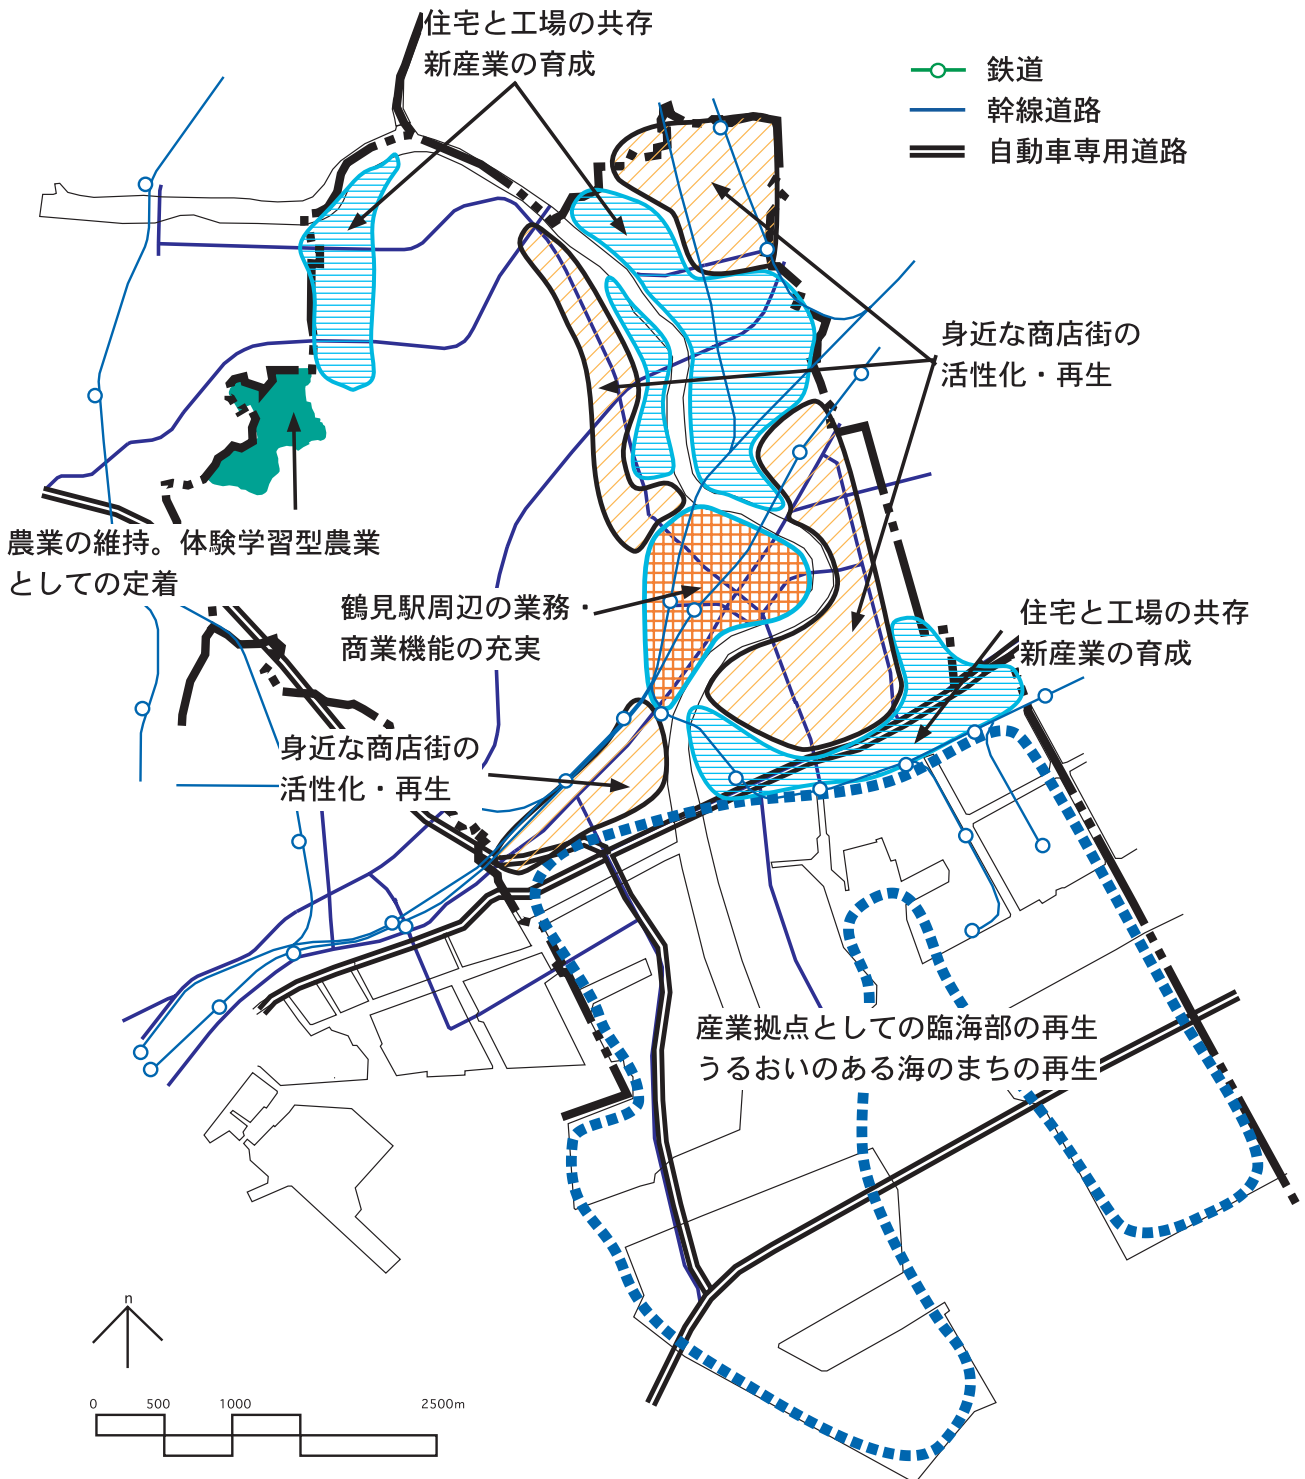 住宅と工場の共存
新産業の育成
鉄道
幹線道路
自動車専用道路
身近な商店街の
活性化・再生
農業の維持。体験学習型農業
としての定着
鶴見駅周辺の業務・
商業機能の充実
住宅と工場の共存
新産業の育成
身近な商店街の
活性化・再生
産業拠点としての臨海部の再生
うるおいのある海のまちの再生
n
0 500 1000 2500m